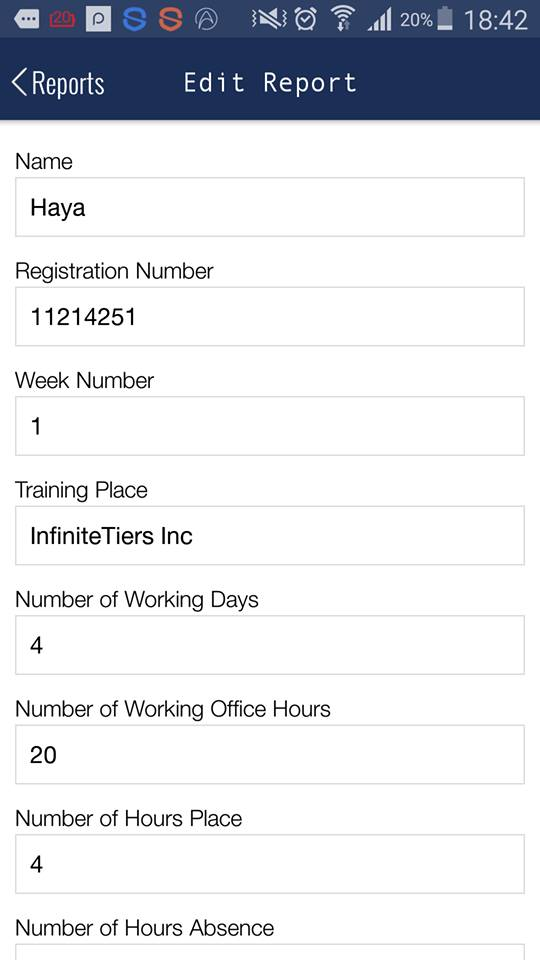 20 P S S 20% 18:42
Reports Edit Report
Name
Haya
Registration Number
11214251
Week Number
1
Training Place
InfiniteTiers Inc
Number of Working Days
4
Number of Working Office Hours
20
Number of Hours Place
4
Number of Hours Absence